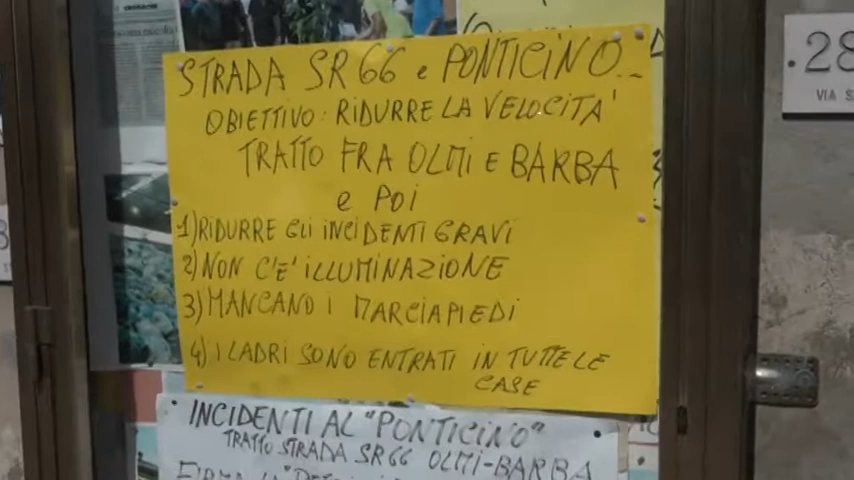 STRADA SR66 e PONTICINO...
OBIETTIVO: RIDURRE LA VELOCITA'
TRATTO FRA OLMI E BARBA
e POI
1) RIDURRE GLI INCIDENTI GRAVI
2) NON C'E' ILLUMINAZIONE
3) MANCANO I MARCIAPIEDI
4) I LADRI SONO ENTRATI IN TUTTE LE
CASE
INCIDENTI AL "PONTICINO"
TRATTO STRADA SR66 OLMI-BARBA
28
VIA